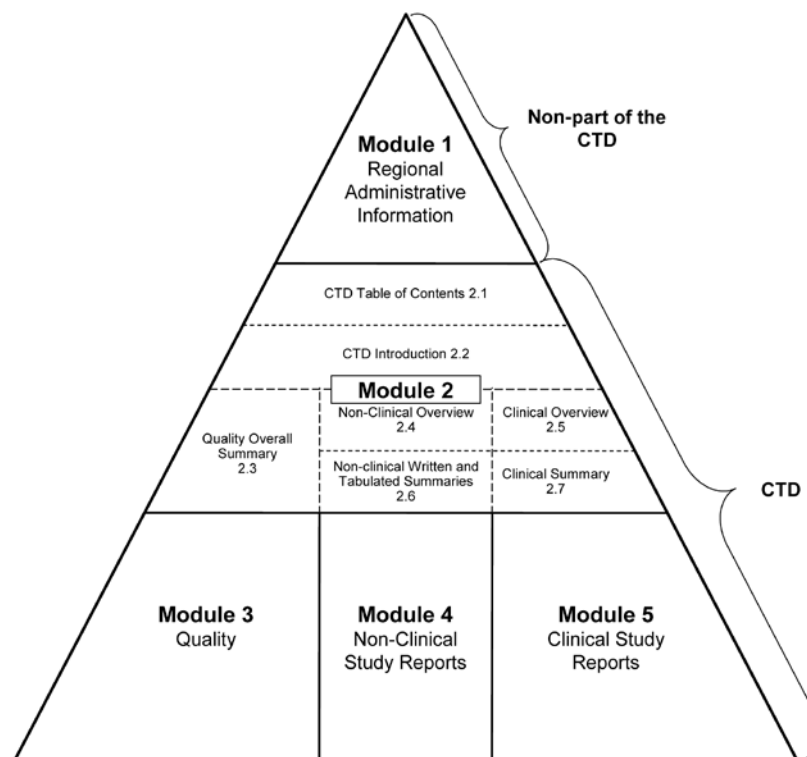 Non-part of the
CTD
Module 1
Regional
Administrative
Information
CTD Table of Contents 2.1
CTD Introduction 2.2
Module 2
Quality Overall
Summary
2.3
Non-Clinical Overview
2.4
Clinical Overview
2.5
Non-clinical Written and
Tabulated Summaries
2.6
Clinical Summary
2.7
CTD
Module 3
Quality
Module 4
Non-Clinical
Study Reports
Module 5
Clinical Study
Reports